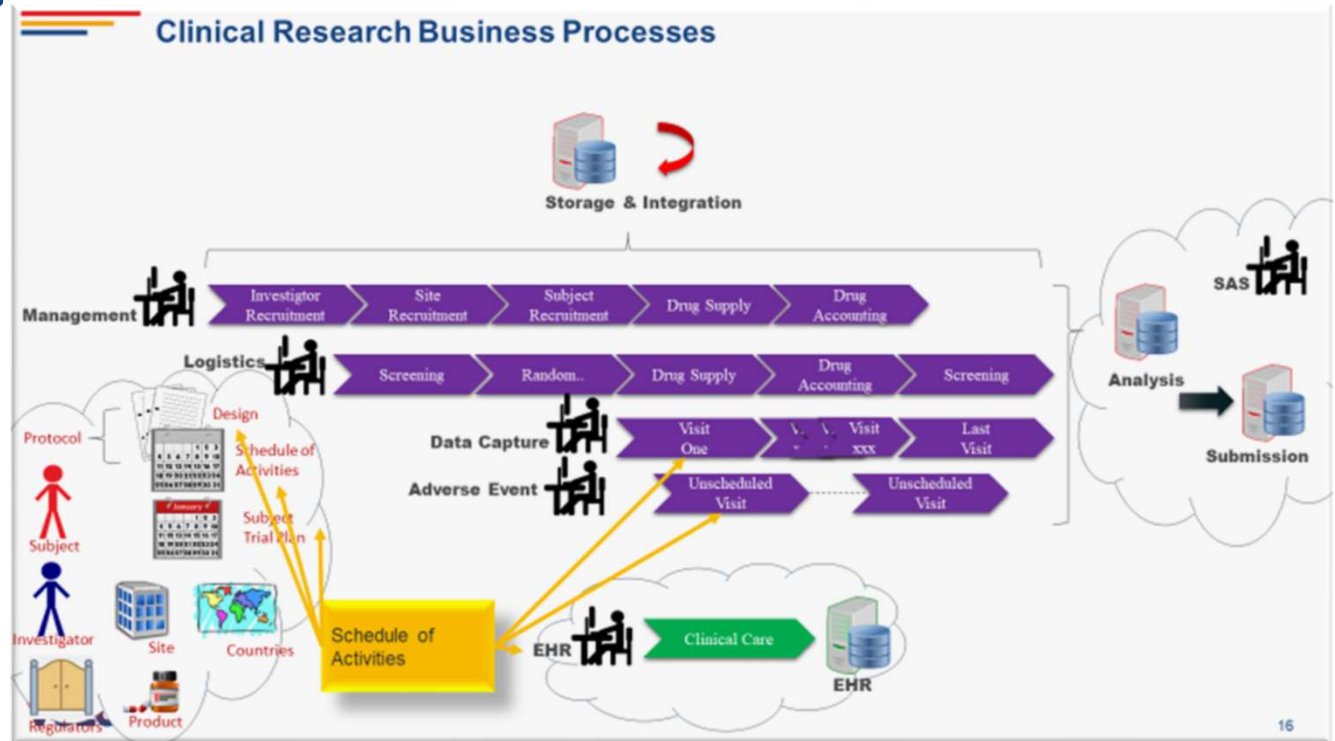 Clinical Research Business Processes
Storage & Integration
Management
Investigtor
Recruitment
Site
Recruitment
Subject
Recruitment
Drug Supply
Drug
Accounting
Logistics
Screening
Random..
Drug Supply
Drug
Accounting
Screening
Data Capture
Visit
One
Visit
xxx
Last
Visit
Adverse Event
Unscheduled
Visit
Unscheduled
Visit
SAS
Analysis
Submission
Protocol
Design
Schedule of
Activities
January
Subject
Trial Plan
Subject
Investigator
Site
Countries
Regulators
Product
Schedule of
Activities
EHR
Clinical Care
EHR
16